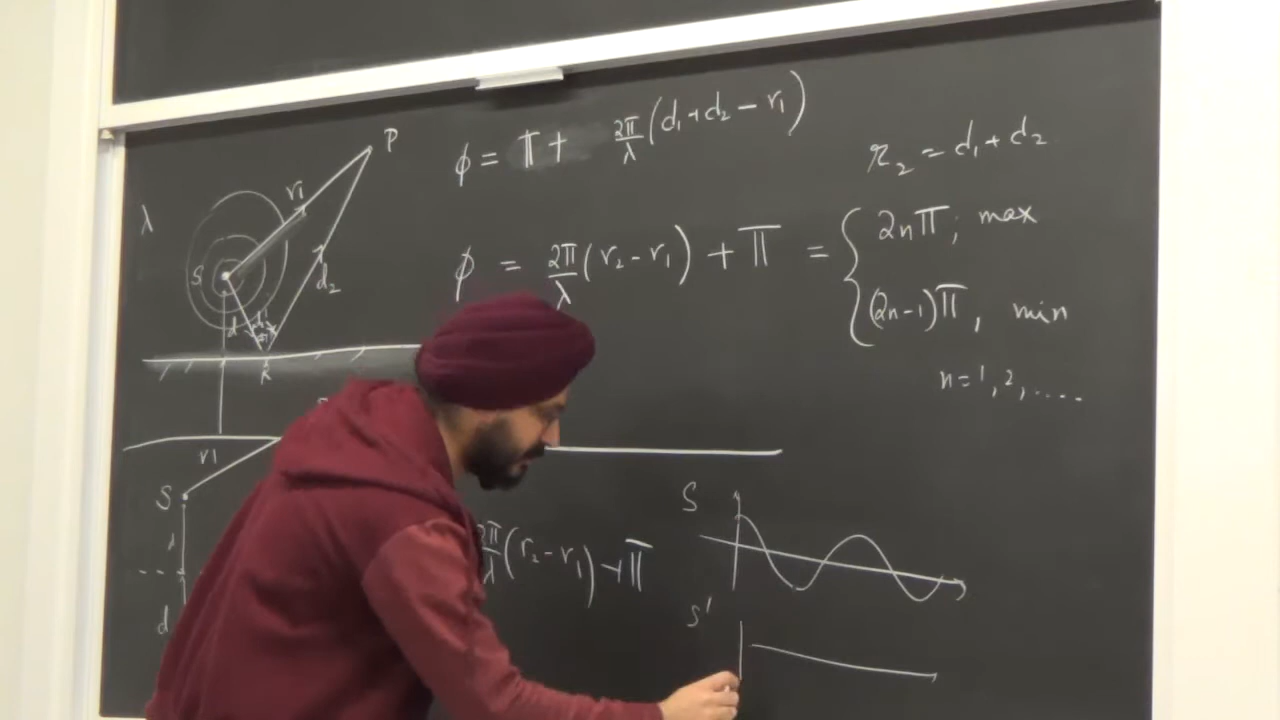 φ = π + 2π/λ (d₁ + d₂ − r₁)
r₂ = d₁ + d₂
φ = 2π/λ (r₂ − r₁) + π = { 2nπ; max
(2n−1)π, min
n = 1, 2, ....
λ
P
r₁
S
d₂
d
d₁
R
r₁
S
d
d
2π/λ (r₂ − r₁) + π
S
S'